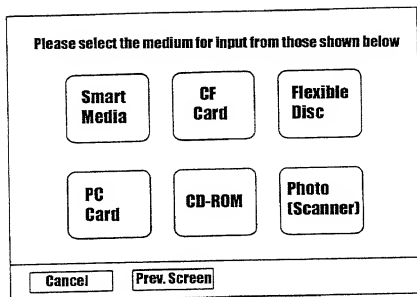 Please select the medium for input from those shown below
Smart
Media
CF
Card
Flexible
Disc
PC
Card
CD-ROM
Photo
(Scanner)
Cancel
Prev. Screen